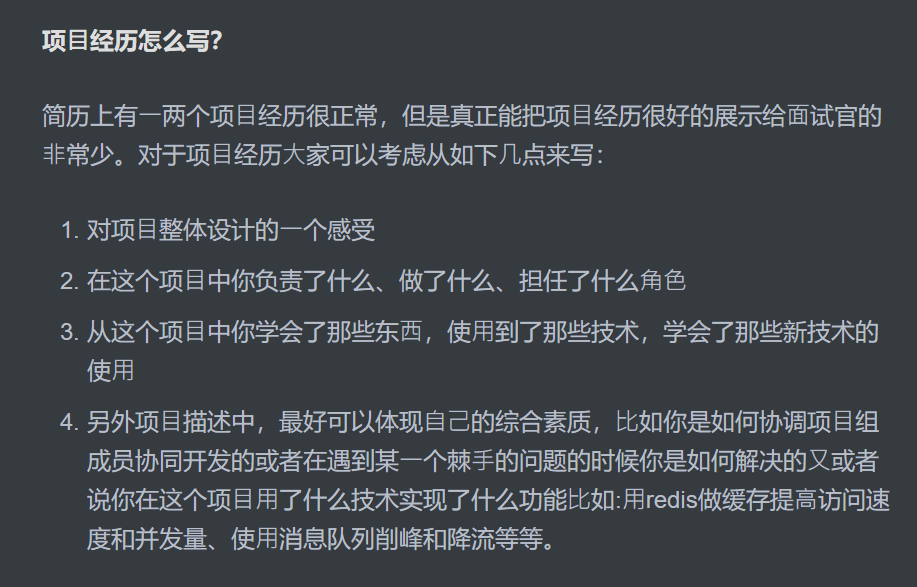 项目经历怎么写?
简历上有一两个项目经历很正常，但是真正能把项目经历很好的展示给面试官的
非常少。对于项目经历大家可以考虑从如下几点来写：
1. 对项目整体设计的一个感受
2. 在这个项目中你负责了什么、做了什么、担任了什么角色
3. 从这个项目中你学会了那些东西，使用到了那些技术，学会了那些新技术的
使用
4. 另外项目描述中，最好可以体现自己的综合素质，比如你是如何协调项目组
成员协同开发的或者在遇到某一个棘手的问题的时候你是如何解决的又或者
说你在这个项目用了什么技术实现了什么功能比如:用redis做缓存提高访问速
度和并发量、使用消息队列削峰和降流等等。